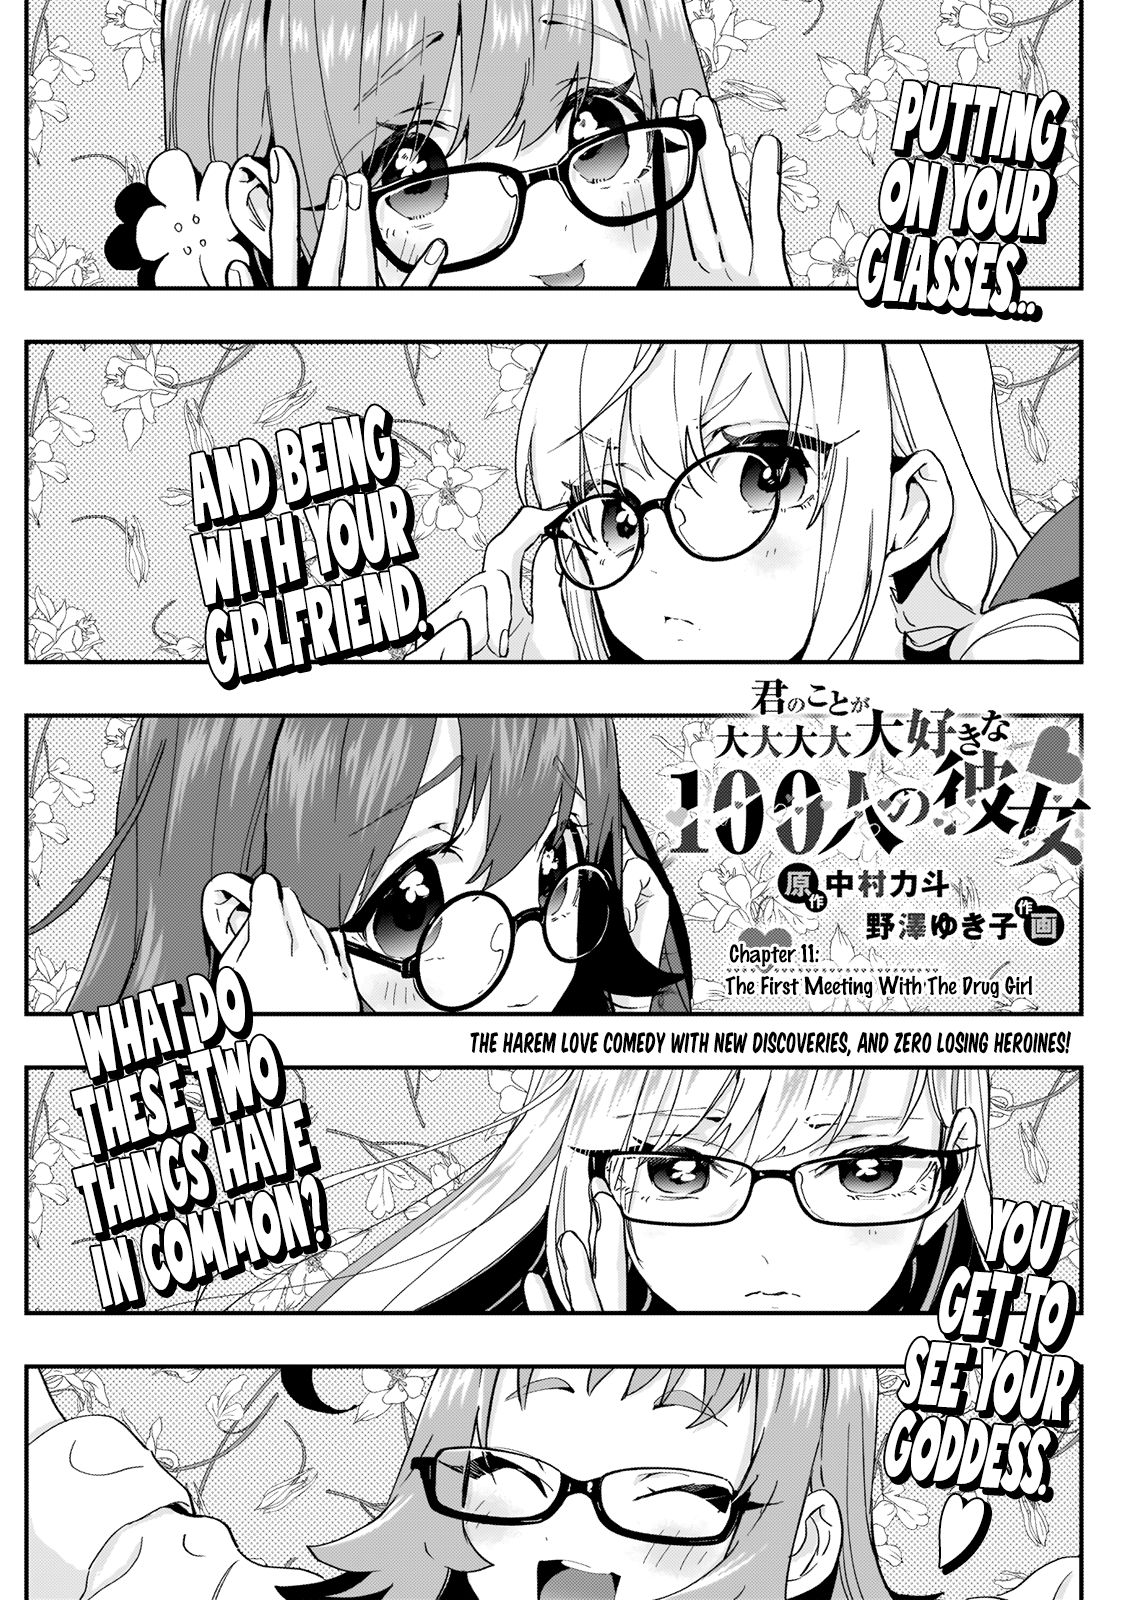 PUTTING
ON YOUR
GLASSES...
AND BEING
WITH YOUR
GIRLFRIEND.
君のことが
大大大大大好きな
100人の彼女
原作 中村力斗
野澤ゆき子 作画
Chapter 11:
The First Meeting With The Drug Girl
THE HAREM LOVE COMEDY WITH NEW DISCOVERIES, AND ZERO LOSING HEROINES!
WHAT DO
THESE TWO
THINGS HAVE
IN COMMON?
YOU
GET TO
SEE YOUR
GODDESS.